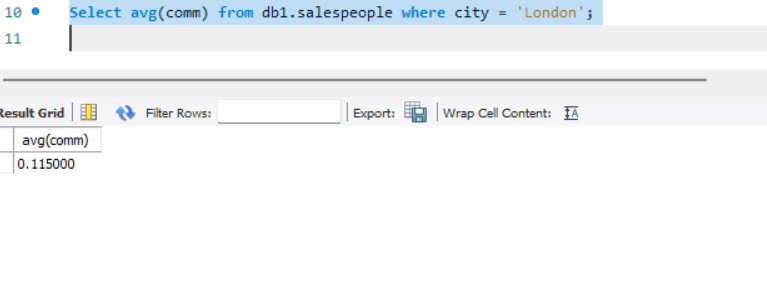 10 Select avg(comm) from db1.salespeople where city = 'London';
11
Result Grid Filter Rows: Export: Wrap Cell Content: IA
avg(comm)
0.115000